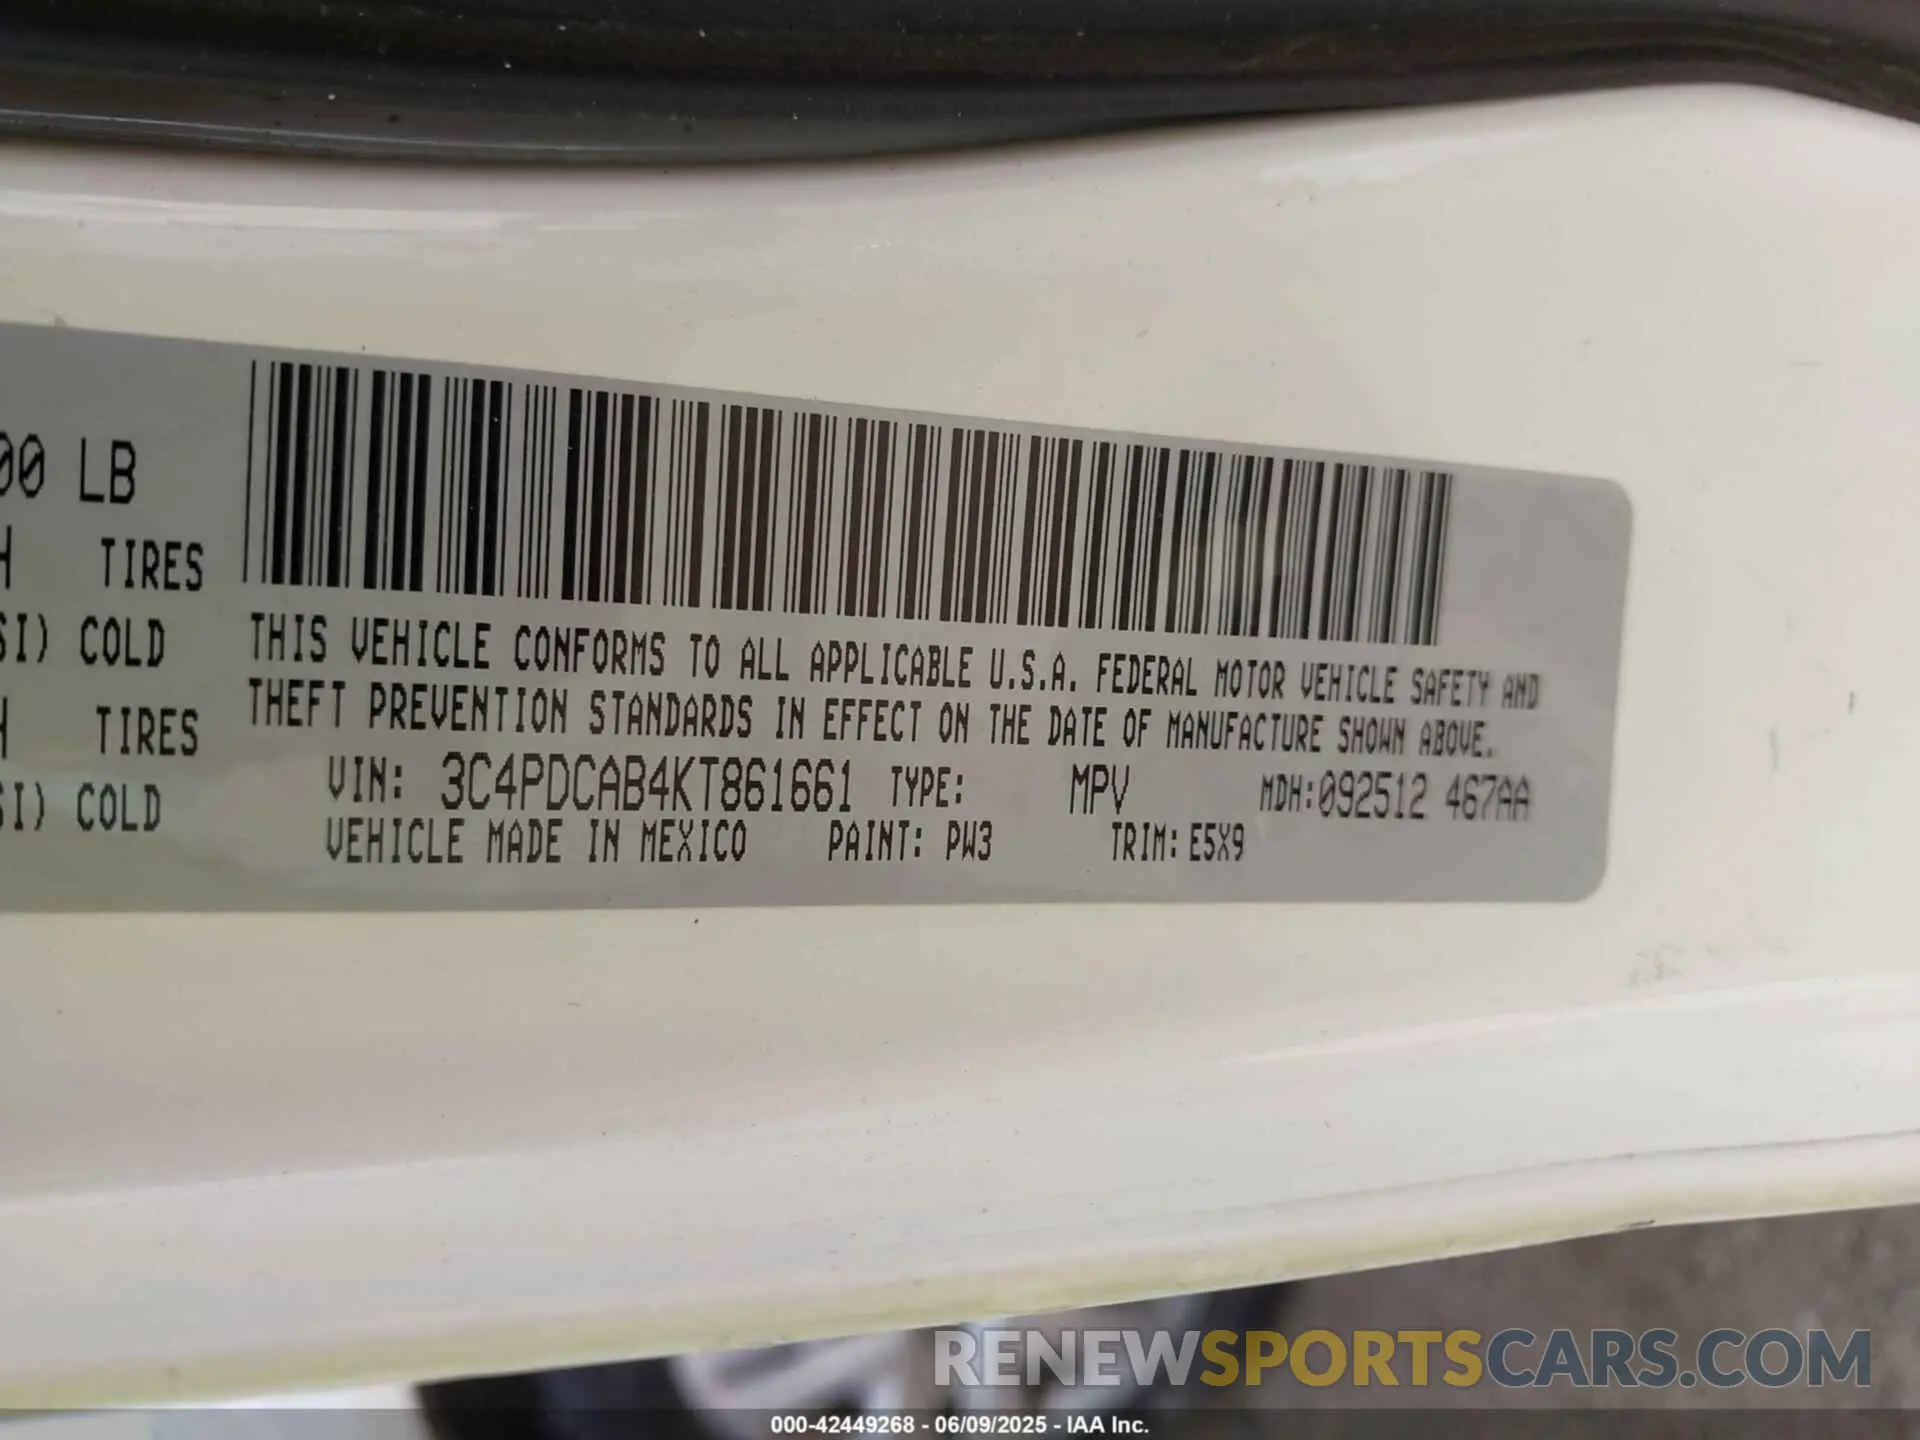 00 LB
H TIRES
SI) COLD
H TIRES
SI) COLD
THIS VEHICLE CONFORMS TO ALL APPLICABLE U.S.A. FEDERAL MOTOR VEHICLE SAFETY AND
THEFT PREVENTION STANDARDS IN EFFECT ON THE DATE OF MANUFACTURE SHOWN ABOVE.
VIN: 3C4PDCAB4KT861661 TYPE: MPV MDH:092512 467AA
VEHICLE MADE IN MEXICO PAINT: PW3 TRIM: E5X9
RENEWSPORTSCARS.COM
000-42449268 - 06/09/2025 - IAA Inc.